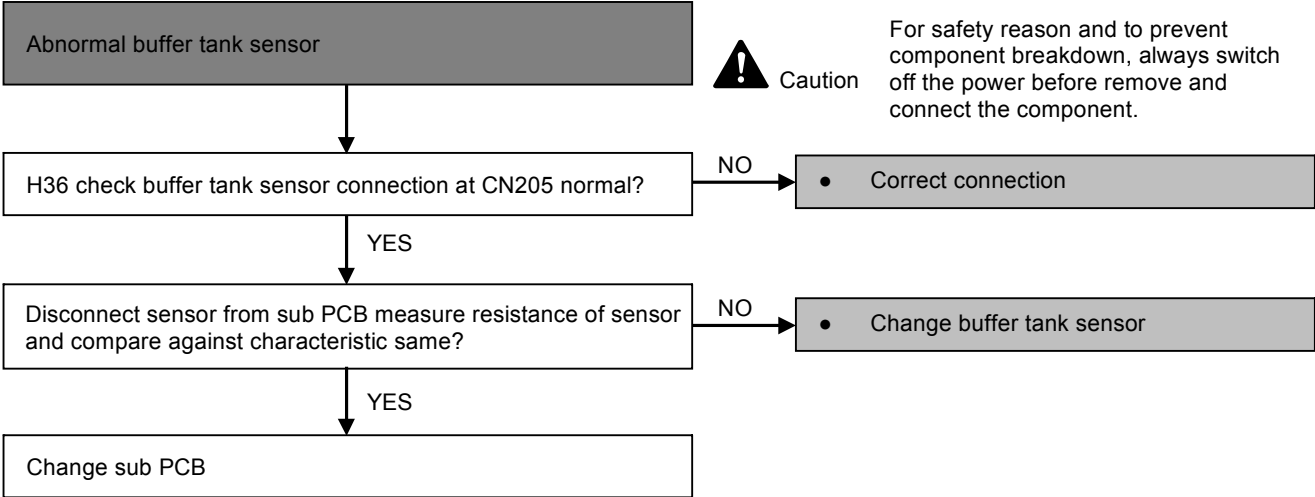 Abnormal buffer tank sensor
Caution
For safety reason and to prevent
component breakdown, always switch
off the power before remove and
connect the component.
H36 check buffer tank sensor connection at CN205 normal?
NO
● Correct connection
YES
Disconnect sensor from sub PCB measure resistance of sensor
and compare against characteristic same?
NO
● Change buffer tank sensor
YES
Change sub PCB